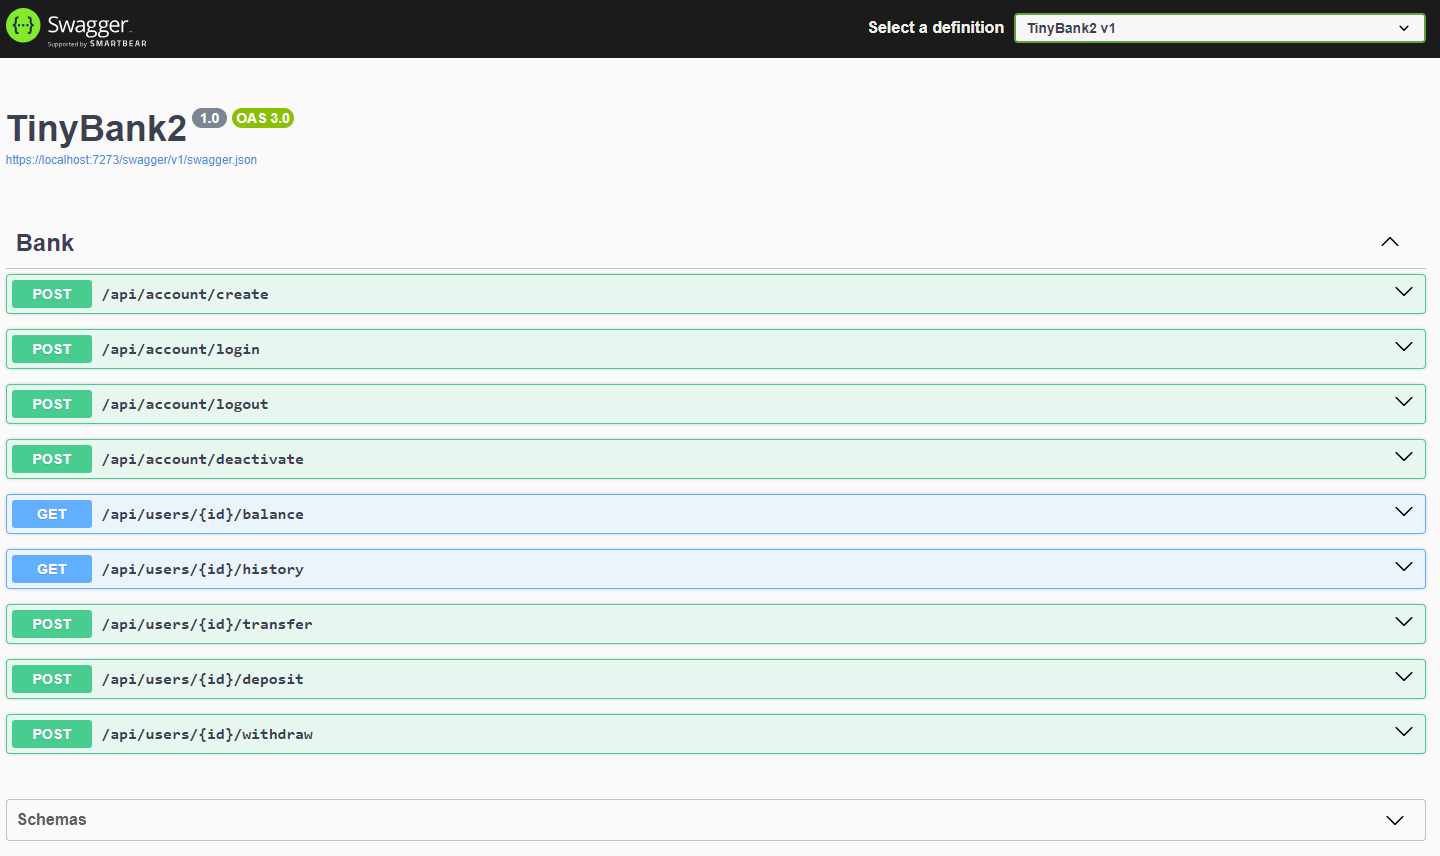 Swagger.
Supported by SMARTBEAR
Select a definition
TinyBank2 v1
TinyBank2 1.0 OAS 3.0
https://localhost:7273/swagger/v1/swagger.json
Bank
POST /api/account/create
POST /api/account/login
POST /api/account/logout
POST /api/account/deactivate
GET /api/users/{id}/balance
GET /api/users/{id}/history
POST /api/users/{id}/transfer
POST /api/users/{id}/deposit
POST /api/users/{id}/withdraw
Schemas